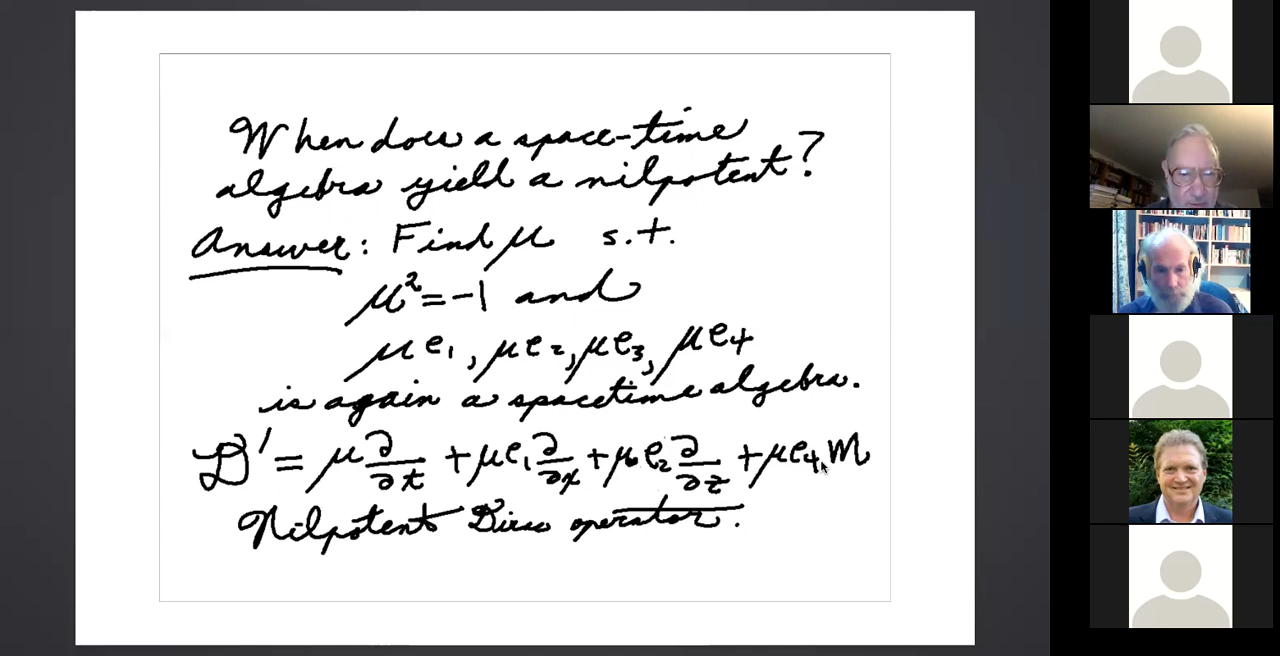 When does a space-time
algebra yield a nilpotent?
Answer: Find μ s.t.
μ² = -1 and
μe₁, μe₂, μe₃, μe₄
is again a spacetime algebra.
D' = μ ∂/∂t + μe₁ ∂/∂x + μe₂ ∂/∂z + μe₄ m
Nilpotent Dirac operator.